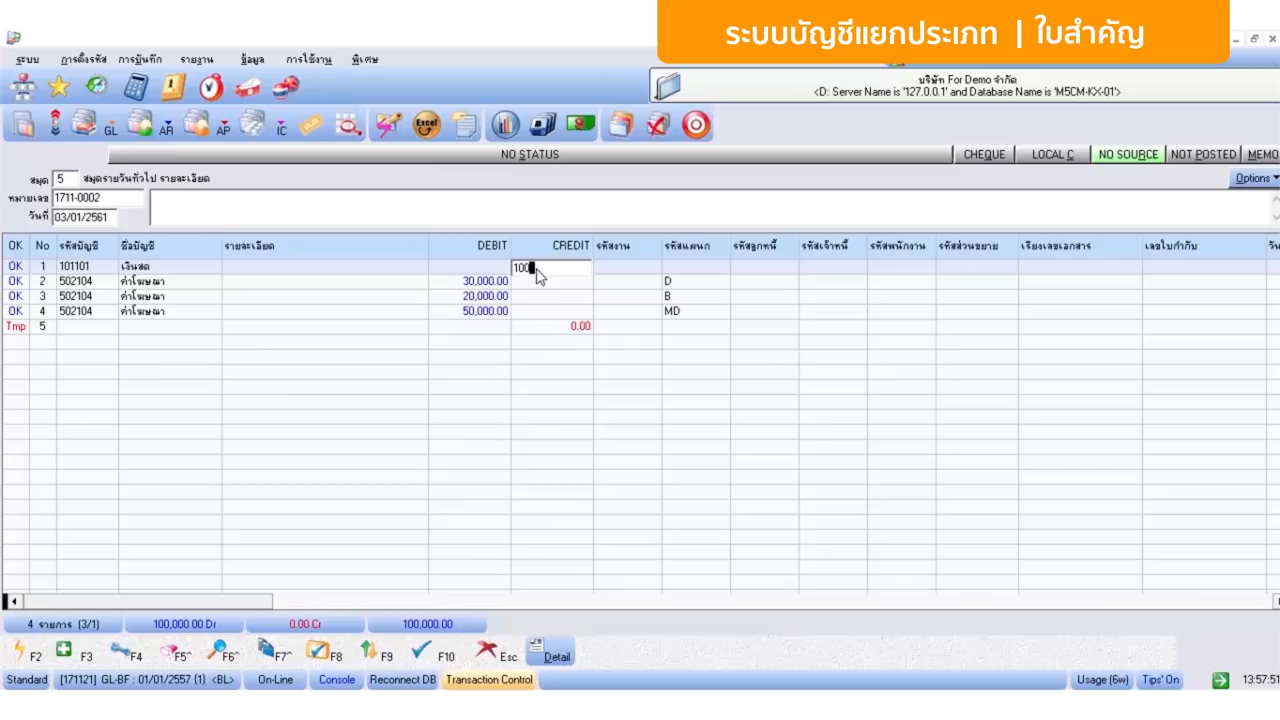 ระบบบัญชีแยกประเภท | ใบสำคัญ
ระบบ การตั้งรหัส การบันทึก รายงาน ข้อมูล การใช้งาน พิเศษ
บริษัท For Demo จำกัด
<D: Server Name is '127.0.0.1' and Database Name is 'M5CM-KX-01'>
GL AR AP IC Excel
NO STATUS CHEQUE LOCAL C NO SOURCE NOT POSTED MEMO
สมุด 5 สมุดรายวันทั่วไป รายละเอียด Options
หมายเลข 1711-0002
วันที่ 03/01/2561
OK No รหัสบัญชี ชื่อบัญชี รายละเอียด DEBIT CREDIT รหัสงาน รหัสแผนก รหัสลูกหนี้ รหัสเจ้าหนี้ รหัสพนักงาน รหัสส่วนขยาย เรียงเลขเอกสาร เลขใบกำกับ วัน
OK 1 101101 เงินสด 100
OK 2 502104 ค่าโฆษณา 30,000.00 D
OK 3 502104 ค่าโฆษณา 20,000.00 B
OK 4 502104 ค่าโฆษณา 50,000.00 MD
Tmp 5 0.00
4 รายการ (3/1) 100,000.00 Dr 0.00 Cr 100,000.00
F2 F3 F4 F5^ F6^ F7^ F8 F9 F10 Esc Detail
Standard [171121] GL-BF : 01/01/2557 (1) <BL> On-Line Console Reconnect DB Transaction Control Usage (6w) Tips' On 13:57:51